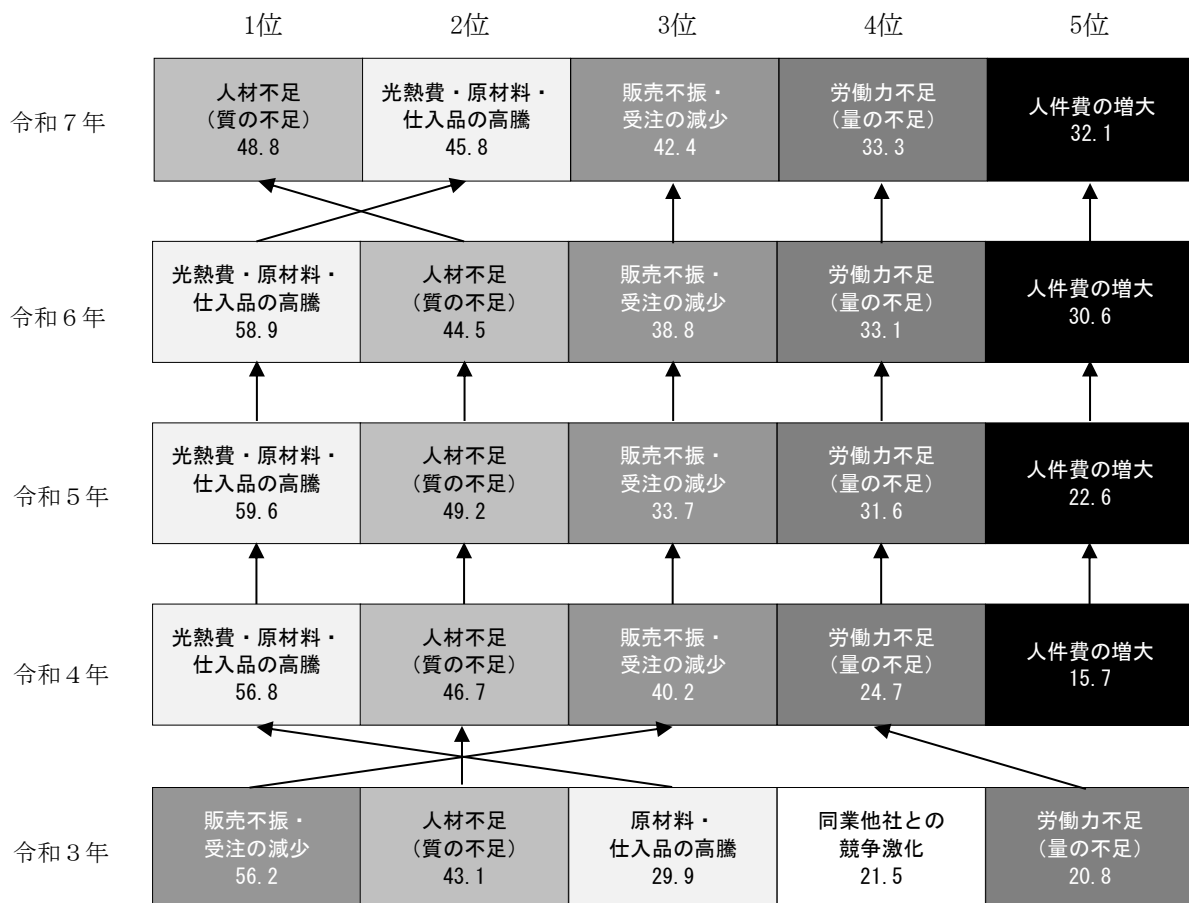 1位 2位 3位 4位 5位
令和７年
人材不足
(質の不足)
48.8
光熱費・原材料・
仕入品の高騰
45.8
販売不振・
受注の減少
42.4
労働力不足
(量の不足)
33.3
人件費の増大
32.1
令和６年
光熱費・原材料・
仕入品の高騰
58.9
人材不足
(質の不足)
44.5
販売不振・
受注の減少
38.8
労働力不足
(量の不足)
33.1
人件費の増大
30.6
令和５年
光熱費・原材料・
仕入品の高騰
59.6
人材不足
(質の不足)
49.2
販売不振・
受注の減少
33.7
労働力不足
(量の不足)
31.6
人件費の増大
22.6
令和４年
光熱費・原材料・
仕入品の高騰
56.8
人材不足
(質の不足)
46.7
販売不振・
受注の減少
40.2
労働力不足
(量の不足)
24.7
人件費の増大
15.7
令和３年
販売不振・
受注の減少
56.2
人材不足
(質の不足)
43.1
原材料・
仕入品の高騰
29.9
同業他社との
競争激化
21.5
労働力不足
(量の不足)
20.8